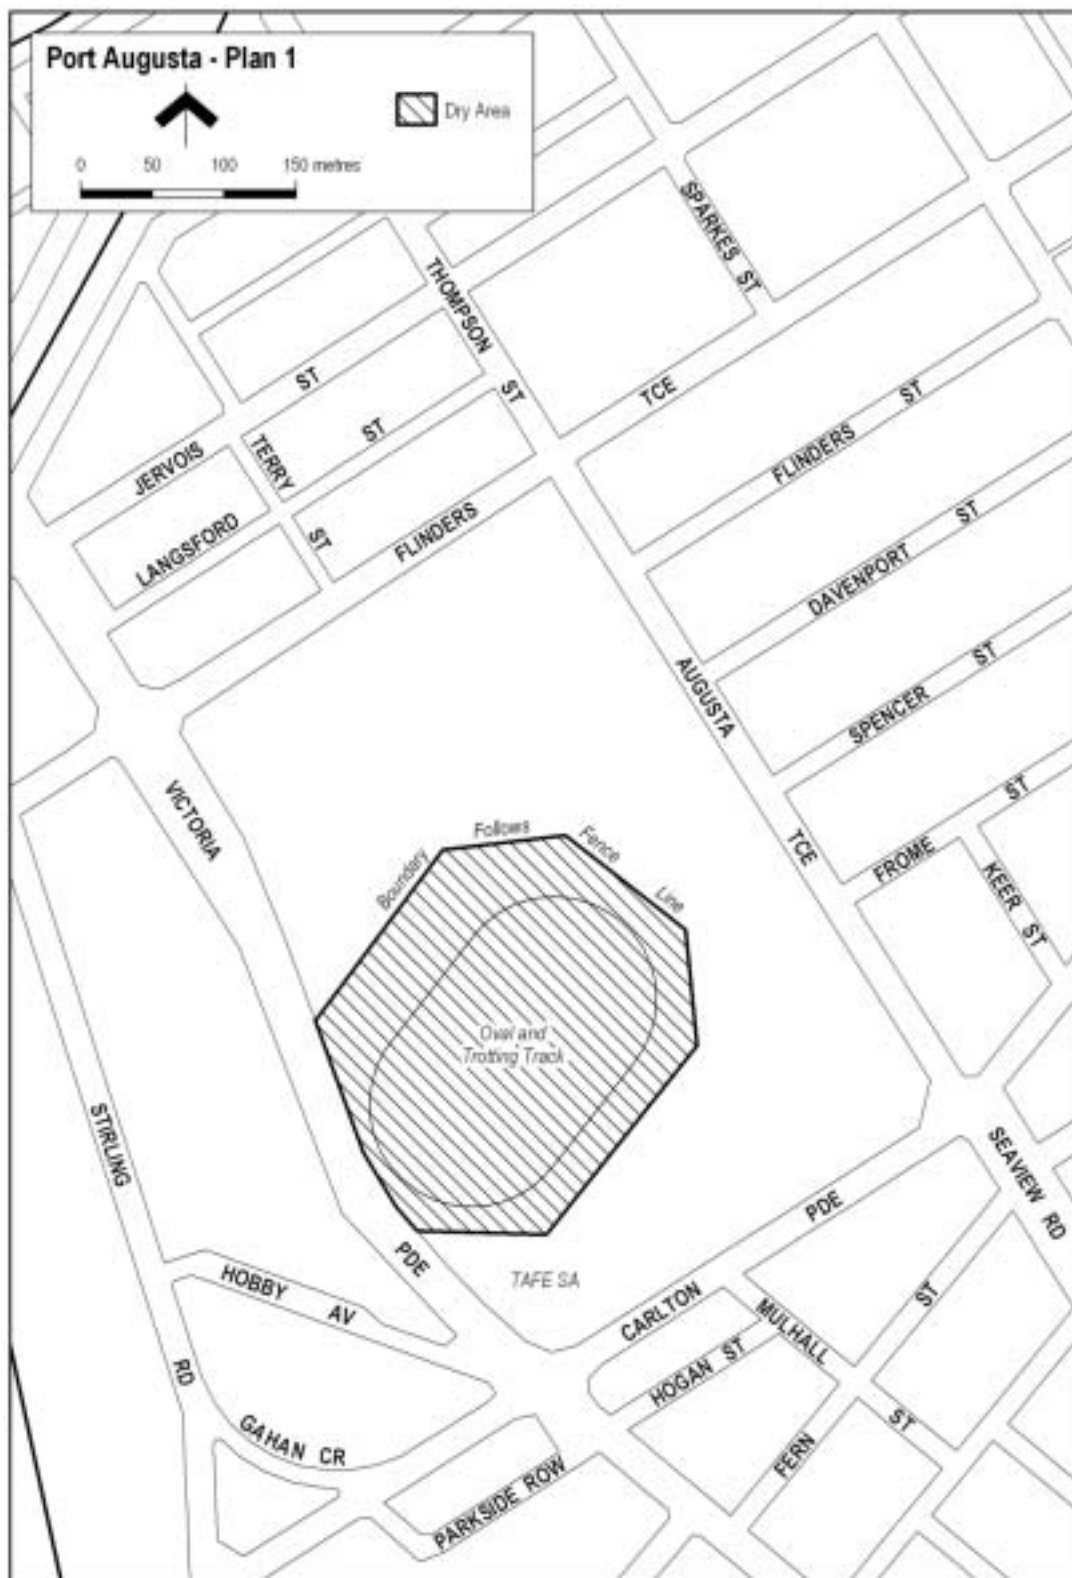 Port Augusta - Plan 1
Dry Area
0 50 100 150 metres
SPARKES ST
THOMPSON ST
JERVOIS ST
TERRY ST
LANGSFORD ST
FLINDERS TCE
FLINDERS ST
DAVENPORT ST
AUGUSTA TCE
SPENCER ST
VICTORIA PDE
FROME ST
KEER ST
Boundary Follows Fence Line
Oval and
Trotting Track
STIRLING RD
SEAVIEW RD
HOBBY AV
TAFE SA
CARLTON PDE
MULHALL ST
HOGAN ST
FERN ST
GAHAN CR
PARKSIDE ROW